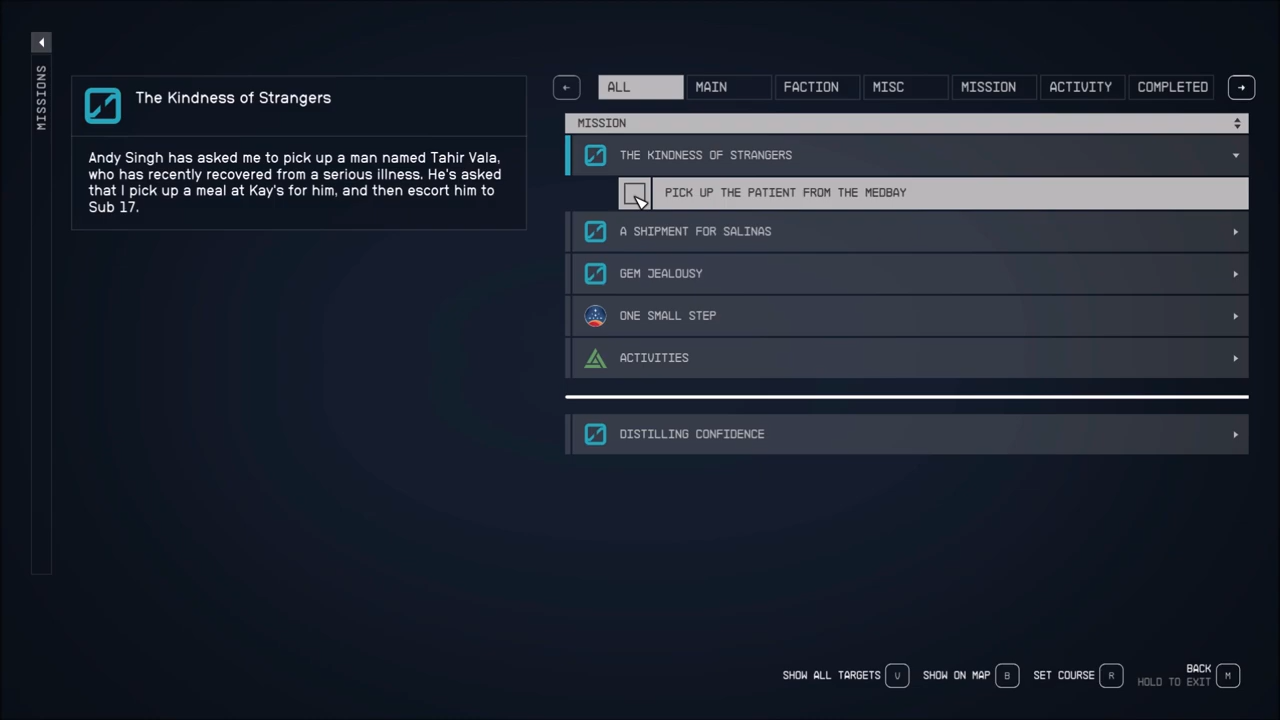 MISSIONS
The Kindness of Strangers
Andy Singh has asked me to pick up a man named Tahir Vala,
who has recently recovered from a serious illness. He's asked
that I pick up a meal at Kay's for him, and then escort him to
Sub 17.
ALL MAIN FACTION MISC MISSION ACTIVITY COMPLETED
MISSION
THE KINDNESS OF STRANGERS
PICK UP THE PATIENT FROM THE MEDBAY
A SHIPMENT FOR SALINAS
GEM JEALOUSY
ONE SMALL STEP
ACTIVITIES
DISTILLING CONFIDENCE
SHOW ALL TARGETS V SHOW ON MAP B SET COURSE R BACK M
HOLD TO EXIT